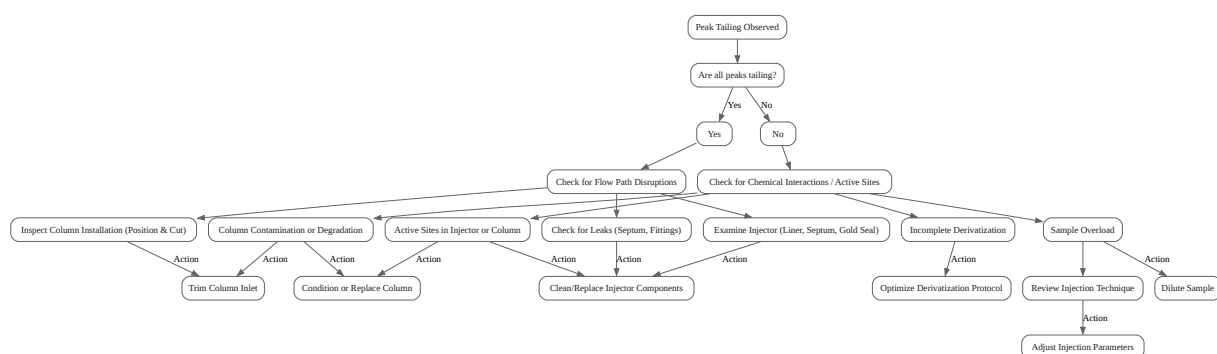 Peak Tailing Observed
Are all peaks tailing?
Yes
No
Yes
No
Check for Flow Path Disruptions
Check for Chemical Interactions / Active Sites
Inspect Column Installation (Position & Cut)
Column Contamination or Degradation
Active Sites in Injector or Column
Check for Leaks (Septum, Fittings)
Examine Injector (Liner, Septum, Gold Seal)
Incomplete Derivatization
Sample Overload
Action
Action
Action
Action
Action
Action
Action
Action
Action
Trim Column Inlet
Condition or Replace Column
Clean/Replace Injector Components
Optimize Derivatization Protocol
Review Injection Technique
Dilute Sample
Action
Adjust Injection Parameters